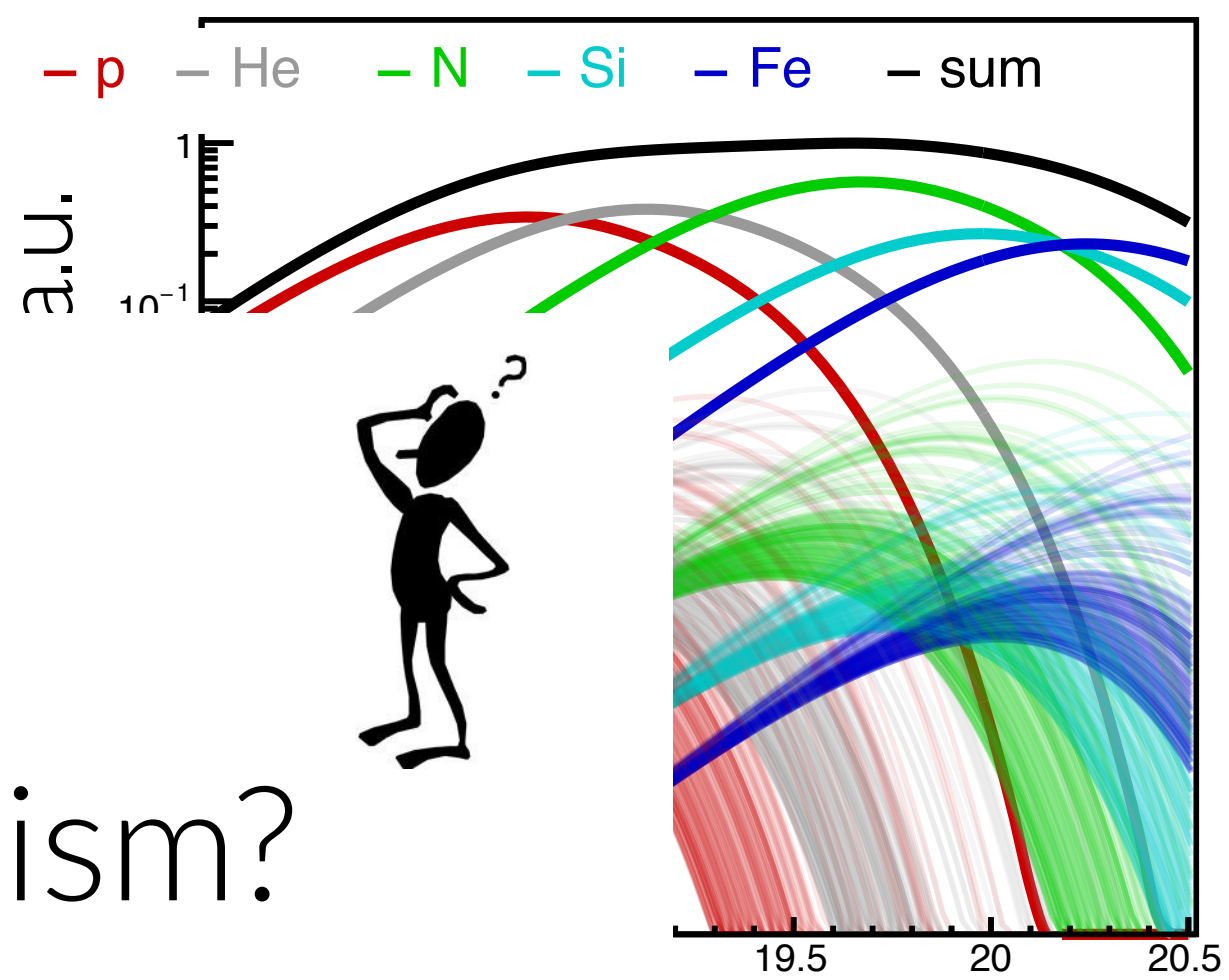 – p – He – N – Si – Fe – sum
1
a.u.
10⁻¹
?
ism?
19.5 20 20.5